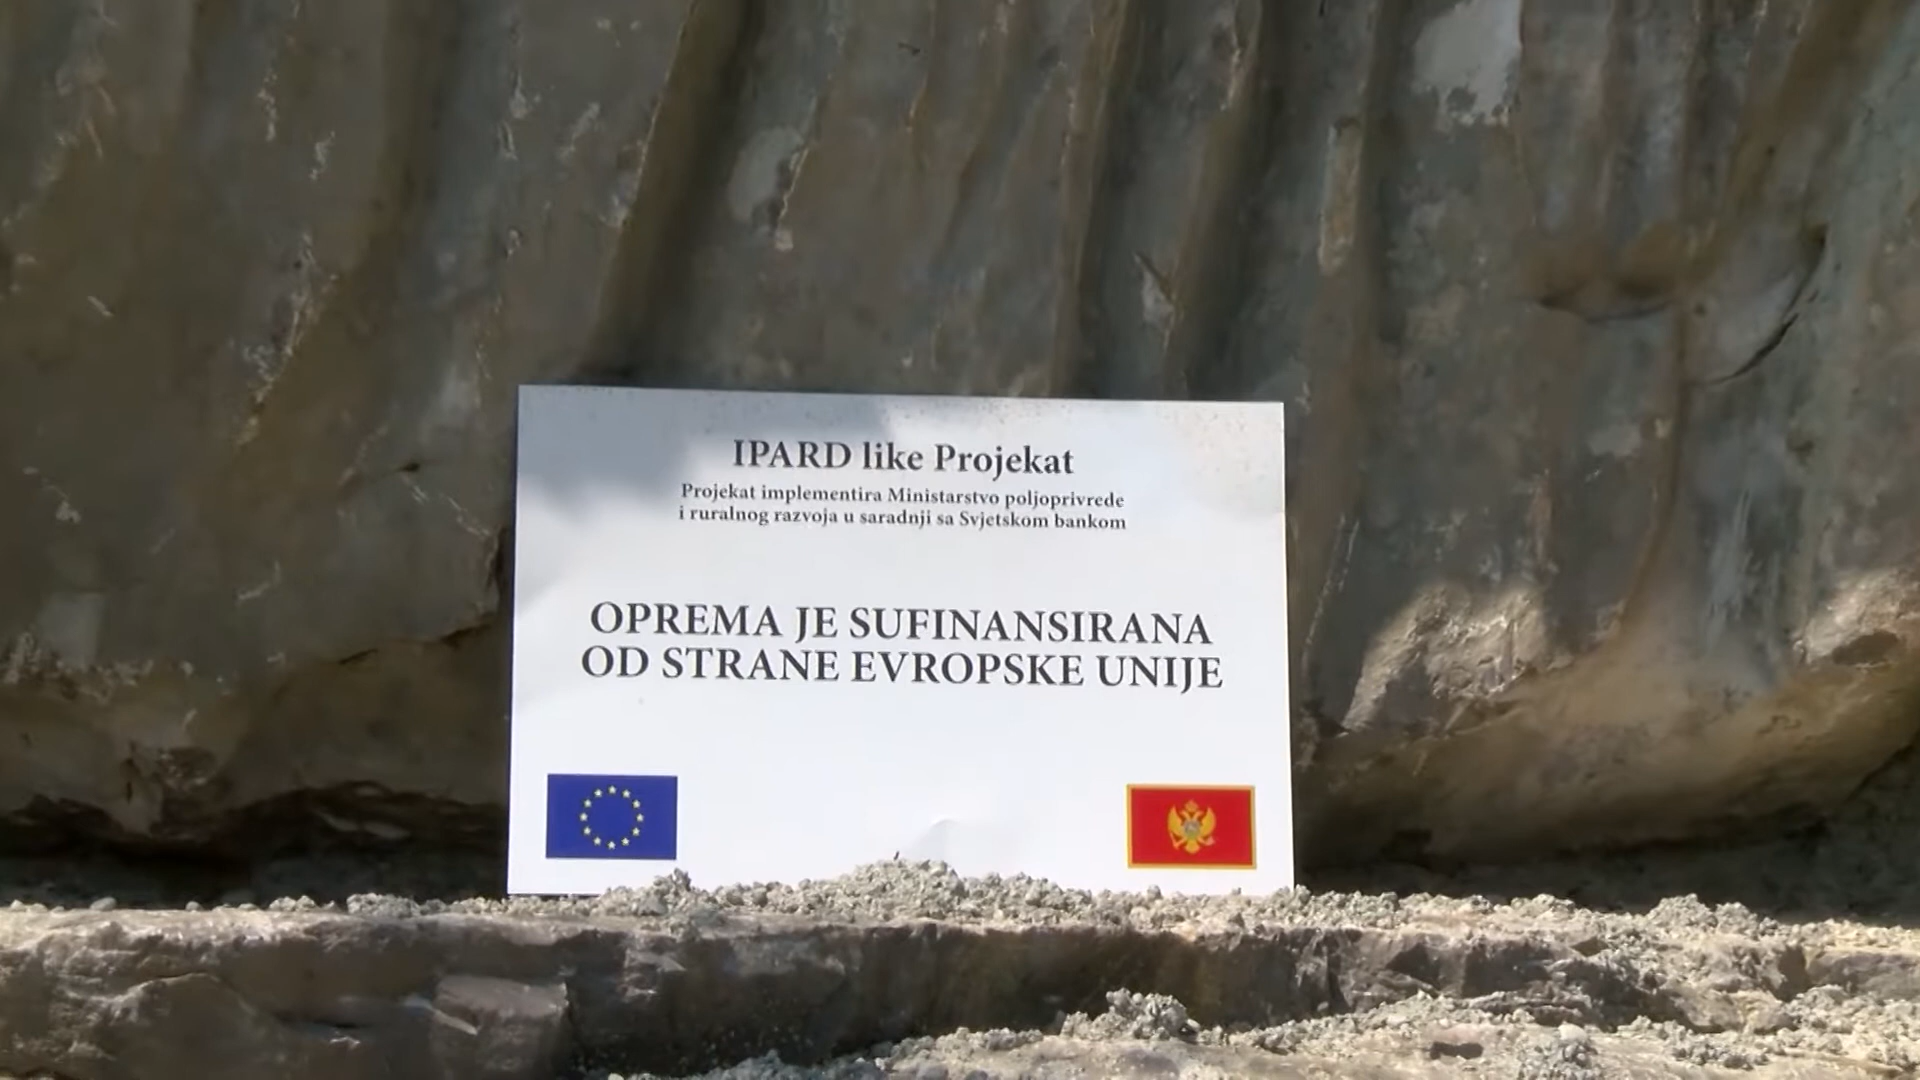 IPARD like Projekat
Projekat implementira Ministarstvo poljoprivrede
i ruralnog razvoja u saradnji sa Svjetskom bankom
OPREMA JE SUFINANSIRANA
OD STRANE EVROPSKE UNIJE